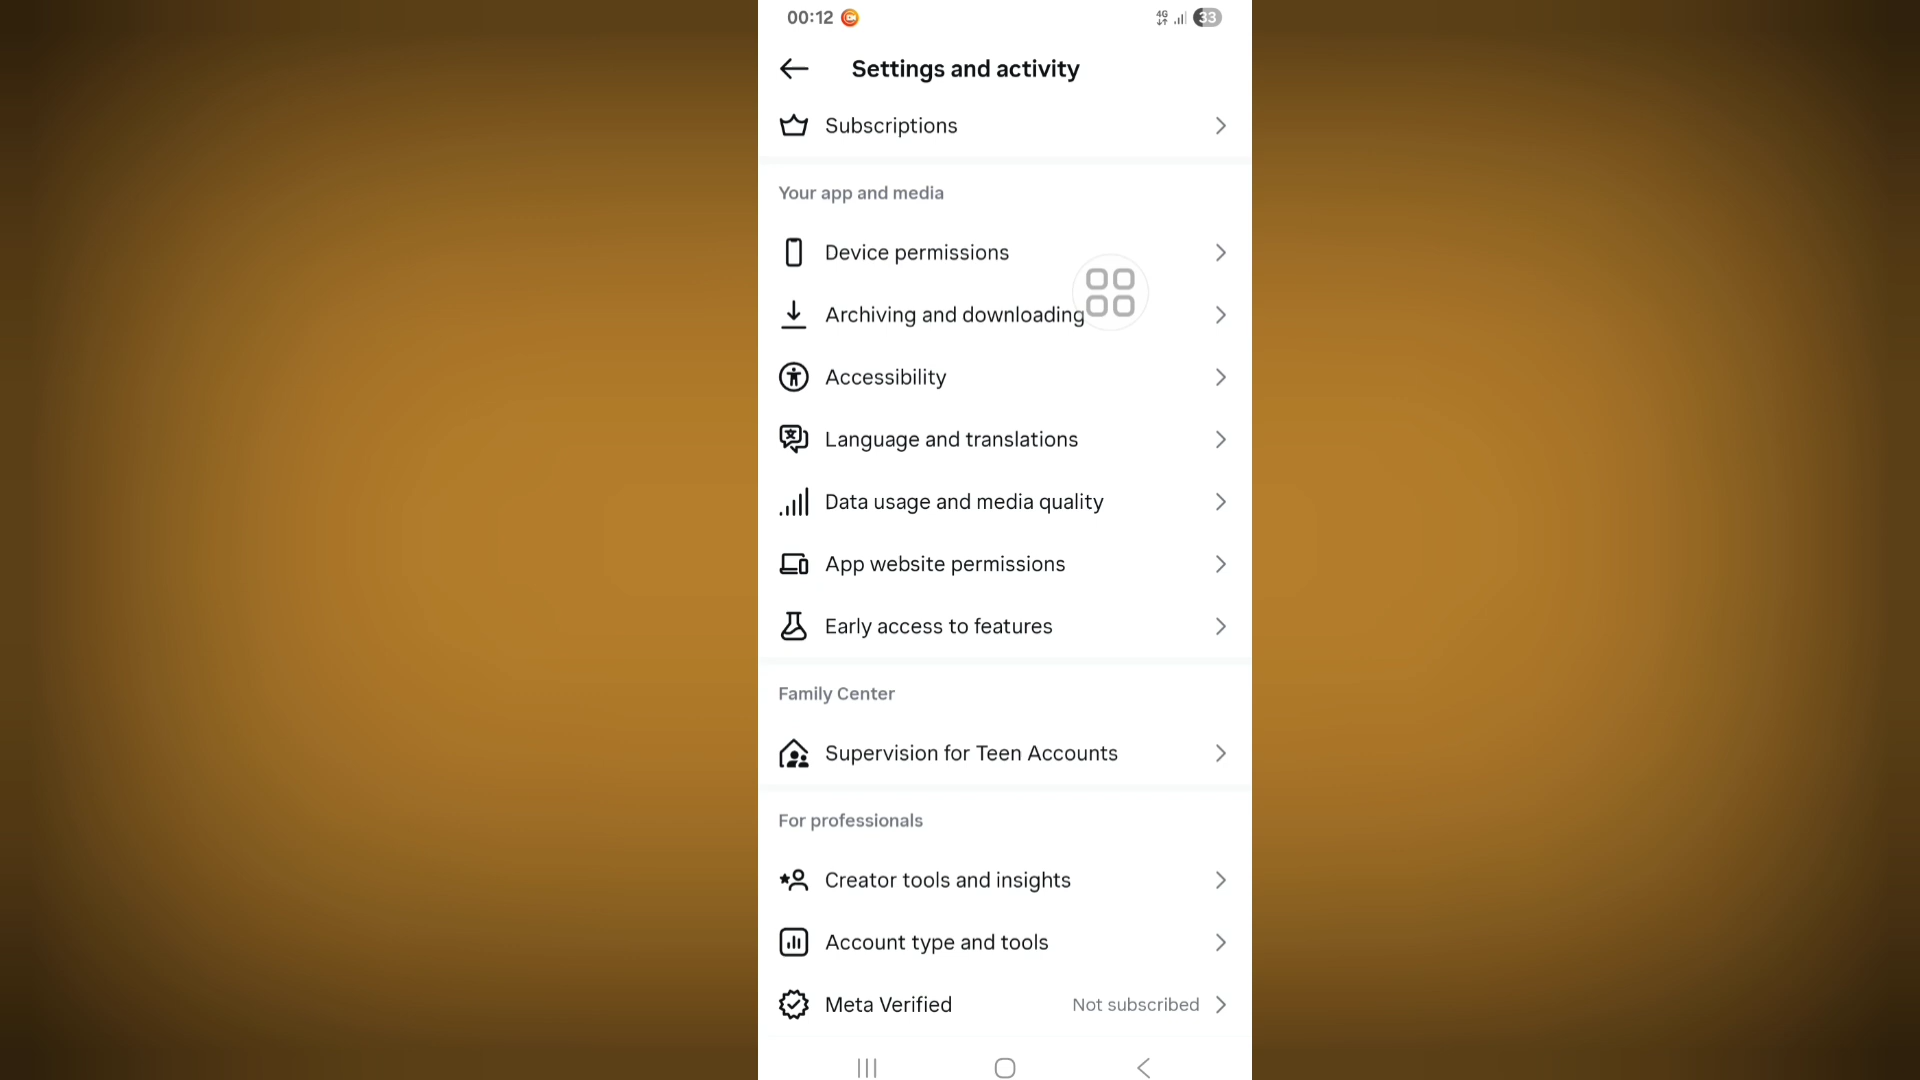 00:12
4G
33
Settings and activity
Subscriptions
Your app and media
Device permissions
Archiving and downloading
Accessibility
Language and translations
Data usage and media quality
App website permissions
Early access to features
Family Center
Supervision for Teen Accounts
For professionals
Creator tools and insights
Account type and tools
Meta Verified Not subscribed